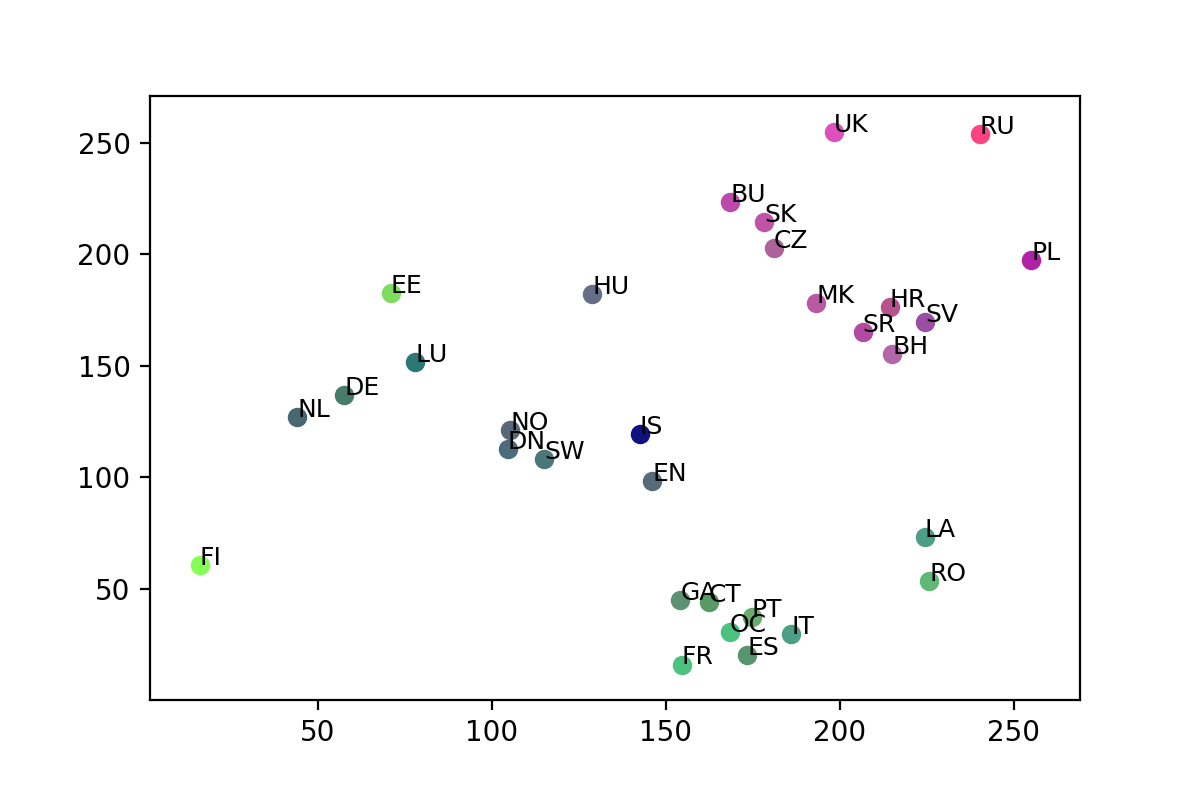 UK
RU
250
BU
SK
CZ
200
PL
EE
HU
MK
HR
SV
SR
BH
LU
150
DE
NL
NO
IS
DN
SW
EN
100
LA
FI
RO
50
GA
CT
PT
OC
IT
ES
FR
50
100
150
200
250